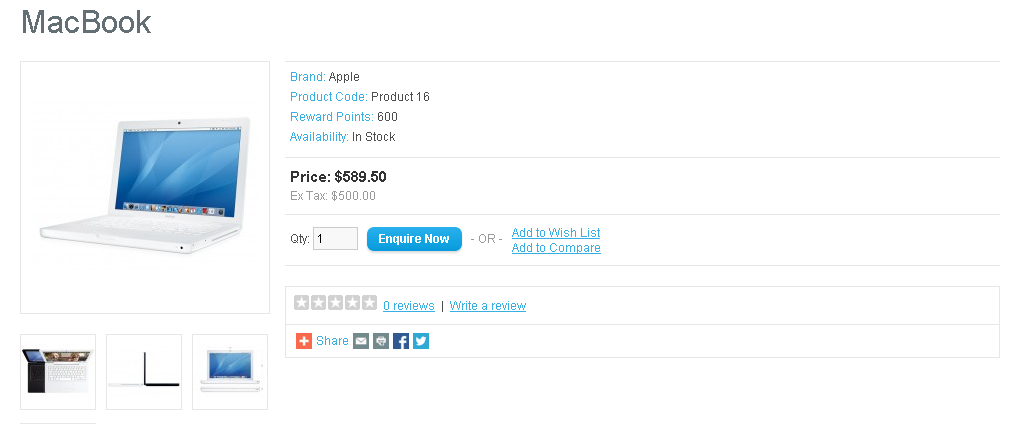 MacBook
Brand: Apple
Product Code: Product 16
Reward Points: 600
Availability: In Stock
Price: $589.50
Ex Tax: $500.00
Qty: 1 Enquire Now - OR - Add to Wish List
Add to Compare
0 reviews | Write a review
Share